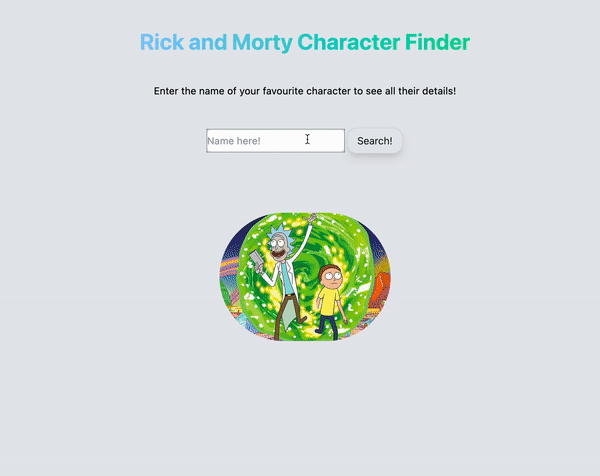 Rick and Morty Character Finder
Enter the name of your favourite character to see all their details!
Name here! Search!